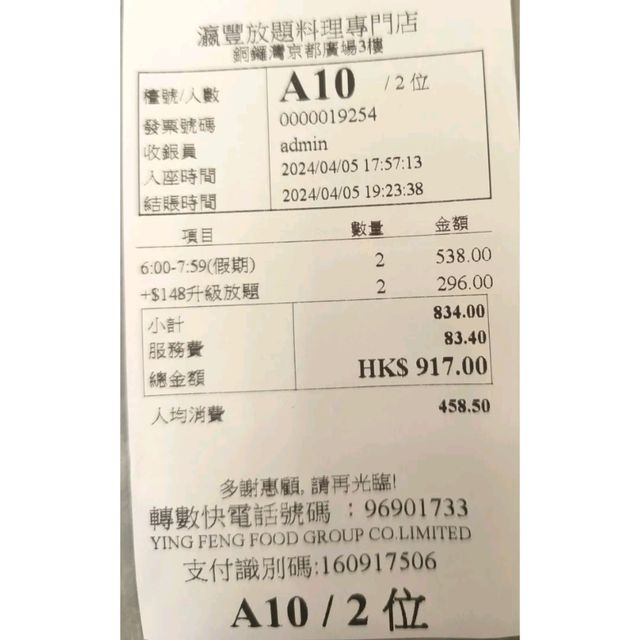 瀛豐放題料理專門店
銅鑼灣京都廣場3樓
檯號/人數 A10 / 2 位
發票號碼 0000019254
收銀員 admin
入座時間 2024/04/05 17:57:13
結賬時間 2024/04/05 19:23:38
項目 數量 金額
6:00-7:59(假期) 2 538.00
+$148升級放題 2 296.00
小計 834.00
服務費 83.40
總金額 HK$ 917.00
人均消費 458.50
多謝惠顧, 請再光臨!
轉數快電話號碼 : 96901733
YING FENG FOOD GROUP CO.LIMITED
支付識別碼:160917506
A10 / 2 位